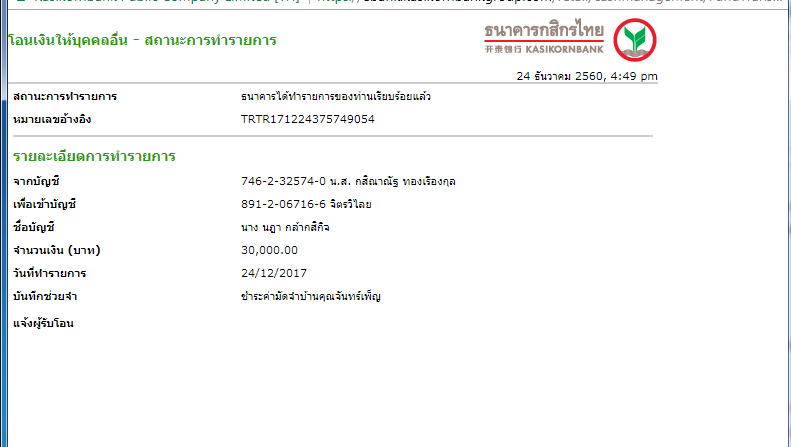 ธนาคารกสิกรไทย
开泰银行 KASIKORNBANK
โอนเงินให้บุคคลอื่น - สถานะการทำรายการ
24 ธันวาคม 2560, 4:49 pm
สถานะการทำรายการ ธนาคารได้ทำรายการของท่านเรียบร้อยแล้ว
หมายเลขอ้างอิง TRTR171224375749054
รายละเอียดการทำรายการ
จากบัญชี 746-2-32574-0 น.ส. กสิณาณัฐ ทองเรืองกุล
เพื่อเข้าบัญชี 891-2-06716-6 จิตรวิไลย
ชื่อบัญชี นาง นฎา กล้ากสิกิจ
จำนวนเงิน (บาท) 30,000.00
วันที่ทำรายการ 24/12/2017
บันทึกช่วยจำ ชำระค่ามัดจำบ้านคุณจันทร์เพ็ญ
แจ้งผู้รับโอน